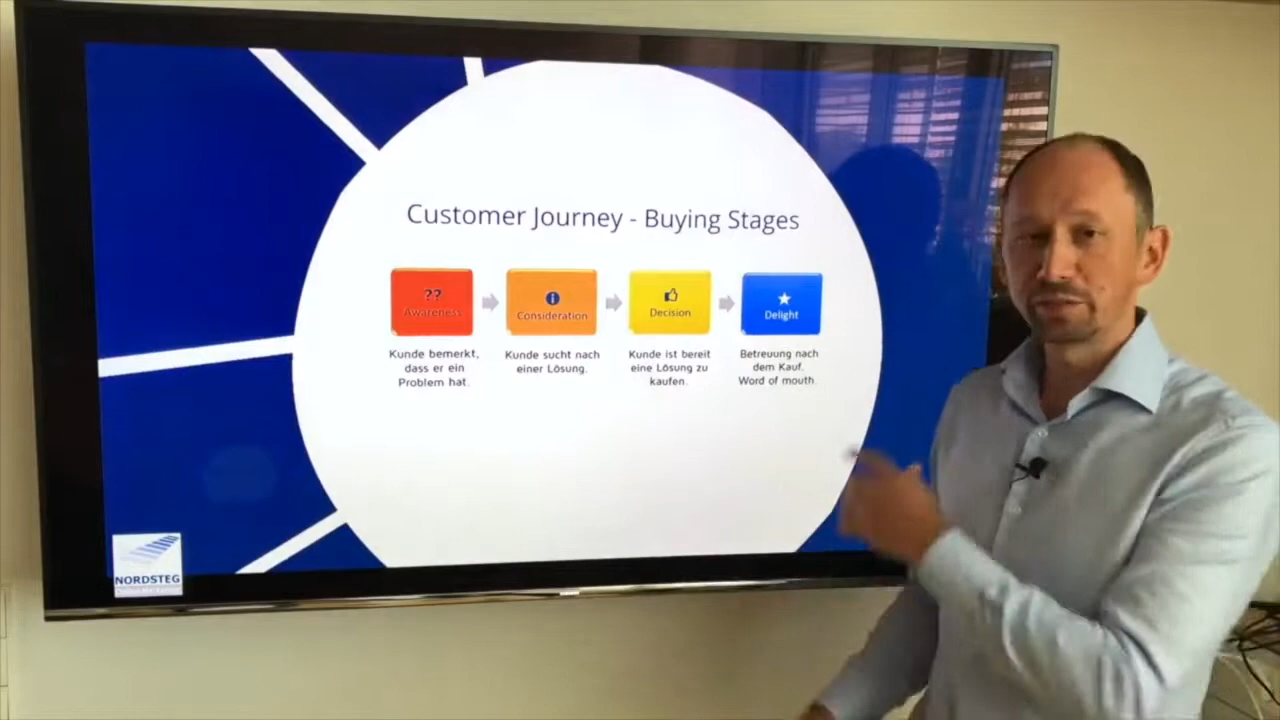 Customer Journey - Buying Stages
??
Awareness
Kunde bemerkt,
dass er ein
Problem hat.
Consideration
Kunde sucht nach
einer Lösung.
Decision
Kunde ist bereit
eine Lösung zu
kaufen.
Delight
Betreuung nach
dem Kauf.
Word of mouth
NORDSTEG